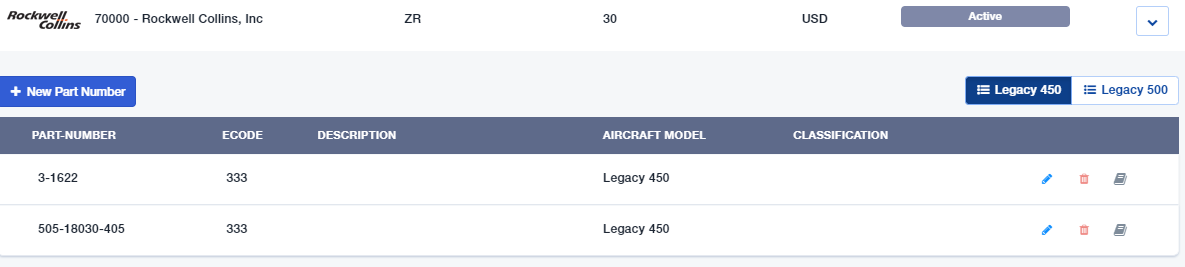 Rockwell
Collins
70000 - Rockwell Collins, Inc ZR 30 USD Active
+ New Part Number Legacy 450 Legacy 500
PART-NUMBER ECODE DESCRIPTION AIRCRAFT MODEL CLASSIFICATION
3-1622 333 Legacy 450
505-18030-405 333 Legacy 450